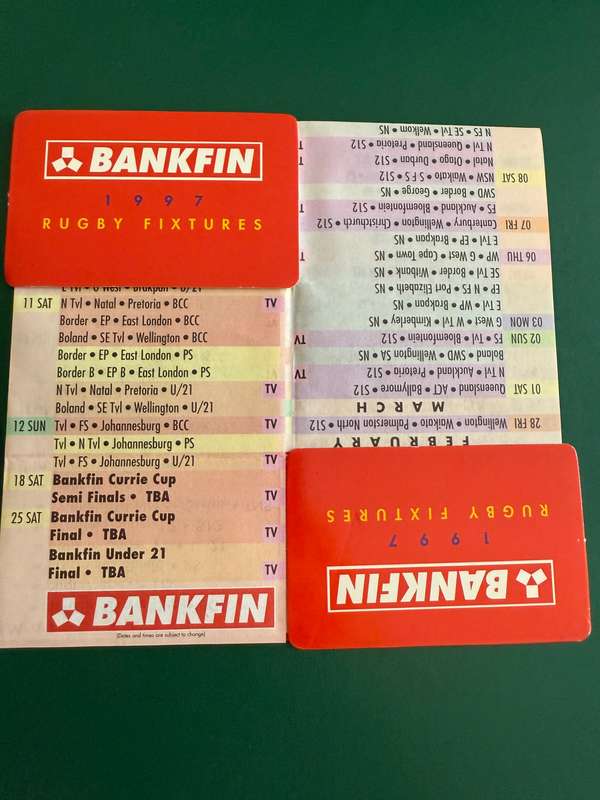 BANKFIN
1997
RUGBY FIXTURES
E Tvl • G West • Brakpan • U/21
11 SAT N Tvl • Natal • Pretoria • BCC TV
Border • EP • East London • BCC
Boland • SE Tvl • Wellington • BCC
Border • EP • East London • PS
Border B • EP B • East London • PS
N Tvl • Natal • Pretoria • U/21 TV
Boland • SE Tvl • Wellington • U/21
12 SUN Tvl • FS • Johannesburg • BCC TV
Tvl • N Tvl • Johannesburg • PS
Tvl • FS • Johannesburg • U/21 TV
18 SAT Bankfin Currie Cup
Semi Finals • TBA TV
25 SAT Bankfin Currie Cup
Final • TBA TV
Bankfin Under 21
Final • TBA TV
BANKFIN
(Dates and times are subject to change)
BANKFIN
1997
RUGBY FIXTURES
FEBRUARY
28 FRI Wellington • Waikato • Palmerston North • S12
MARCH
01 SAT Queensland • ACT • Ballymore • S12
N Tvl • Auckland • Pretoria • S12 TV
Boland • SWD • Wellington SA • NS
02 SUN FS • Tvl • Bloemfontein • S12 TV
03 MON G West • W Tvl • Kimberley • NS
E Tvl • WP • Brakpan • NS
EP • N FS • Port Elizabeth • NS
SE Tvl • Border • Witbank • NS
06 THU WP • G West • Cape Town • NS TV
E Tvl • EP • Brakpan • NS
07 FRI Canterbury • Wellington • Christchurch • S12
FS • Auckland • Bloemfontein • S12
SWD • Border • George • NS
08 SAT NSW • Waikato • S F S • S12
Natal • Otago • Durban • S12
N Tvl • Queensland • Pretoria • S12
N FS • SE Tvl • Welkom • NS